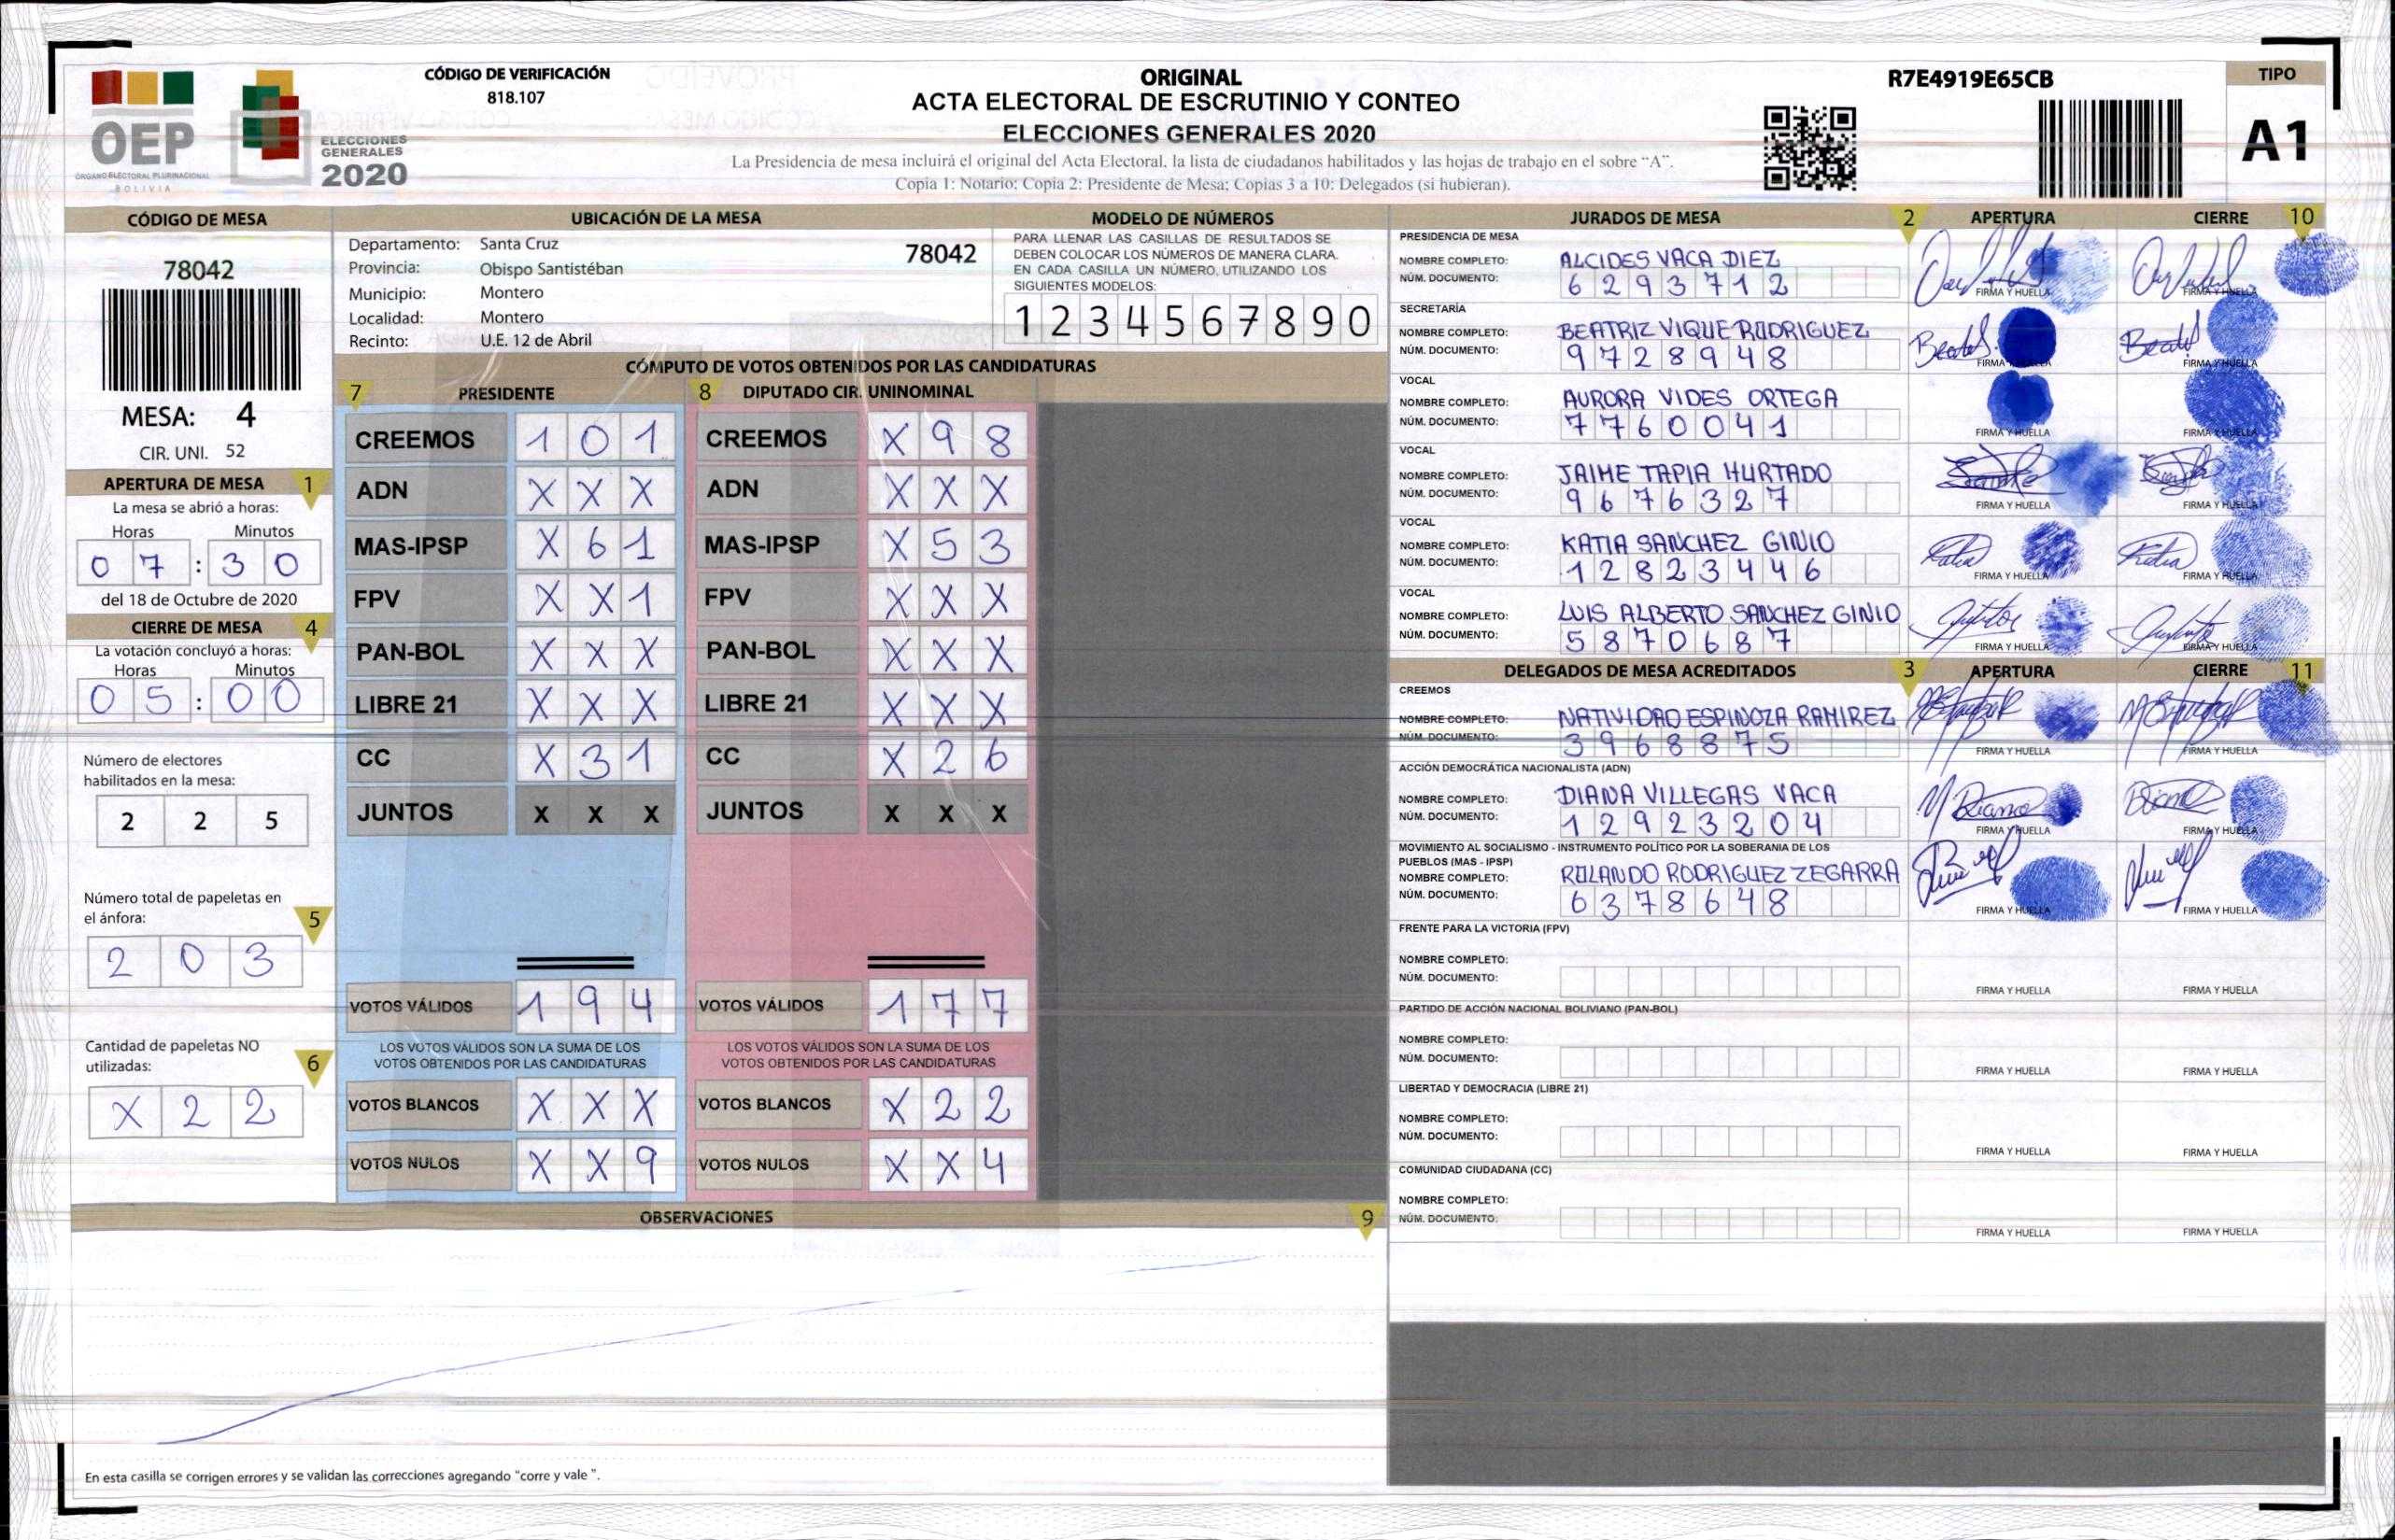 CÓDIGO DE VERIFICACIÓN
818.107
OEP
ÓRGANO ELECTORAL PLURINACIONAL
BOLIVIA
ELECCIONES
GENERALES
2020
ORIGINAL
ACTA ELECTORAL DE ESCRUTINIO Y CONTEO
ELECCIONES GENERALES 2020
La Presidencia de mesa incluirá el original del Acta Electoral, la lista de ciudadanos habilitados y las hojas de trabajo en el sobre "A".
Copia 1: Notario; Copia 2: Presidente de Mesa; Copias 3 a 10: Delegados (si hubieran).
R7E4919E65CB
TIPO
A1
CÓDIGO DE MESA
78042
MESA: 4
CIR. UNI. 52
APERTURA DE MESA 1
La mesa se abrió a horas:
Horas Minutos
07 : 30
del 18 de Octubre de 2020
CIERRE DE MESA 4
La votación concluyó a horas:
Horas Minutos
05 : 00
Número de electores
habilitados en la mesa:
2 2 5
Número total de papeletas en
el ánfora: 5
2 0 3
Cantidad de papeletas NO
utilizadas: 6
X 2 2
UBICACIÓN DE LA MESA
Departamento: Santa Cruz
78042
Provincia: Obispo Santistéban
Municipio: Montero
Localidad: Montero
Recinto: U.E. 12 de Abril
MODELO DE NÚMEROS
PARA LLENAR LAS CASILLAS DE RESULTADOS SE
DEBEN COLOCAR LOS NÚMEROS DE MANERA CLARA.
EN CADA CASILLA UN NÚMERO, UTILIZANDO LOS
SIGUIENTES MODELOS:
1 2 3 4 5 6 7 8 9 0
CÓMPUTO DE VOTOS OBTENIDOS POR LAS CANDIDATURAS
7 PRESIDENTE
CREEMOS 1 0 1
ADN X X X
MAS-IPSP X 6 1
FPV X X 1
PAN-BOL X X X
LIBRE 21 X X X
CC X 3 1
JUNTOS X X X
VOTOS VÁLIDOS 1 9 4
LOS VOTOS VÁLIDOS SON LA SUMA DE LOS
VOTOS OBTENIDOS POR LAS CANDIDATURAS
VOTOS BLANCOS X X X
VOTOS NULOS X X 9
8 DIPUTADO CIR. UNINOMINAL
CREEMOS X 9 8
ADN X X X
MAS-IPSP X 5 3
FPV X X X
PAN-BOL X X X
LIBRE 21 X X X
CC X 2 6
JUNTOS X X X
VOTOS VÁLIDOS 1 7 7
LOS VOTOS VÁLIDOS SON LA SUMA DE LOS
VOTOS OBTENIDOS POR LAS CANDIDATURAS
VOTOS BLANCOS X 2 2
VOTOS NULOS X X 4
OBSERVACIONES 9
En esta casilla se corrigen errores y se validan las correcciones agregando "corre y vale ".
JURADOS DE MESA 2 APERTURA CIERRE 10
PRESIDENCIA DE MESA
NOMBRE COMPLETO: ALCIDES VACA DIEZ
NÚM. DOCUMENTO: 6293712
FIRMA Y HUELLA FIRMA Y HUELLA
SECRETARÍA
NOMBRE COMPLETO: BEATRIZ VIQUE RODRIGUEZ
NÚM. DOCUMENTO: 9728948
FIRMA Y HUELLA FIRMA Y HUELLA
VOCAL
NOMBRE COMPLETO: AURORA VIDES ORTEGA
NÚM. DOCUMENTO: 7760041
FIRMA Y HUELLA FIRMA Y HUELLA
VOCAL
NOMBRE COMPLETO: JAIME TAPIA HURTADO
NÚM. DOCUMENTO: 9676327
FIRMA Y HUELLA FIRMA Y HUELLA
VOCAL
NOMBRE COMPLETO: KATIA SANCHEZ GINIO
NÚM. DOCUMENTO: 12823446
FIRMA Y HUELLA FIRMA Y HUELLA
VOCAL
NOMBRE COMPLETO: LUIS ALBERTO SANCHEZ GINIO
NÚM. DOCUMENTO: 5870687
FIRMA Y HUELLA FIRMA Y HUELLA
DELEGADOS DE MESA ACREDITADOS 3 APERTURA CIERRE 11
CREEMOS
NOMBRE COMPLETO: NATIVIDAD ESPINOZA RAMIREZ
NÚM. DOCUMENTO: 3968875
FIRMA Y HUELLA FIRMA Y HUELLA
ACCIÓN DEMOCRÁTICA NACIONALISTA (ADN)
NOMBRE COMPLETO: DIANA VILLEGAS VACA
NÚM. DOCUMENTO: 12923204
FIRMA Y HUELLA FIRMA Y HUELLA
MOVIMIENTO AL SOCIALISMO - INSTRUMENTO POLÍTICO POR LA SOBERANIA DE LOS
PUEBLOS (MAS - IPSP)
NOMBRE COMPLETO: ROLANDO RODRIGUEZ ZEGARRA
NÚM. DOCUMENTO: 6378648
FIRMA Y HUELLA FIRMA Y HUELLA
FRENTE PARA LA VICTORIA (FPV)
NOMBRE COMPLETO:
NÚM. DOCUMENTO:
FIRMA Y HUELLA FIRMA Y HUELLA
PARTIDO DE ACCIÓN NACIONAL BOLIVIANO (PAN-BOL)
NOMBRE COMPLETO:
NÚM. DOCUMENTO:
FIRMA Y HUELLA FIRMA Y HUELLA
LIBERTAD Y DEMOCRACIA (LIBRE 21)
NOMBRE COMPLETO:
NÚM. DOCUMENTO:
FIRMA Y HUELLA FIRMA Y HUELLA
COMUNIDAD CIUDADANA (CC)
NOMBRE COMPLETO:
NÚM. DOCUMENTO:
FIRMA Y HUELLA FIRMA Y HUELLA